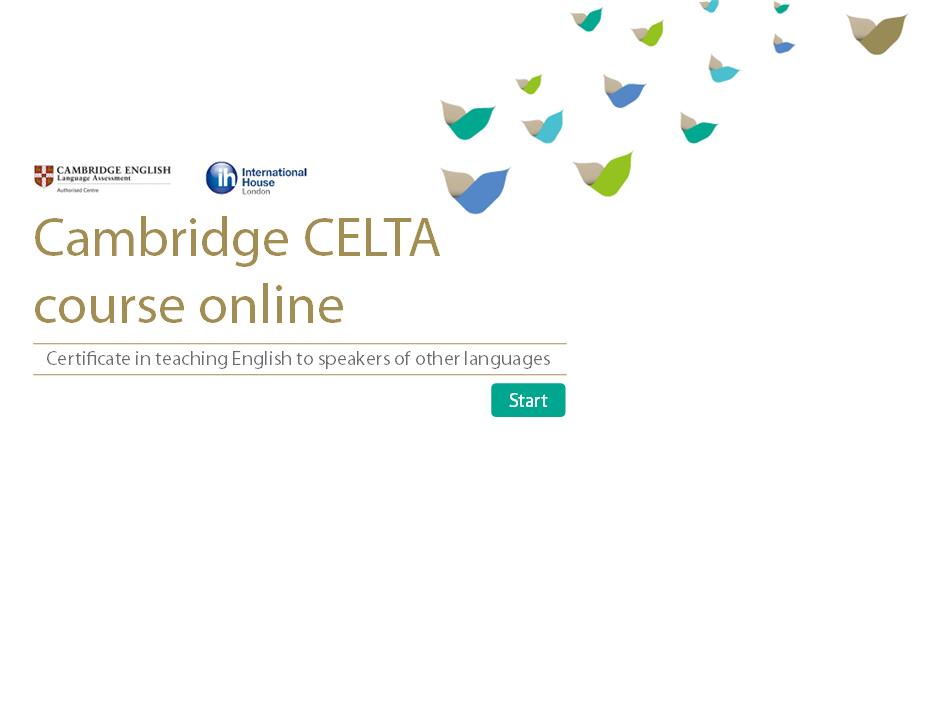 CAMBRIDGE ENGLISH
Language Assessment
Authorised Centre
ih International
House
London
Cambridge CELTA
course online
Certificate in teaching English to speakers of other languages
Start